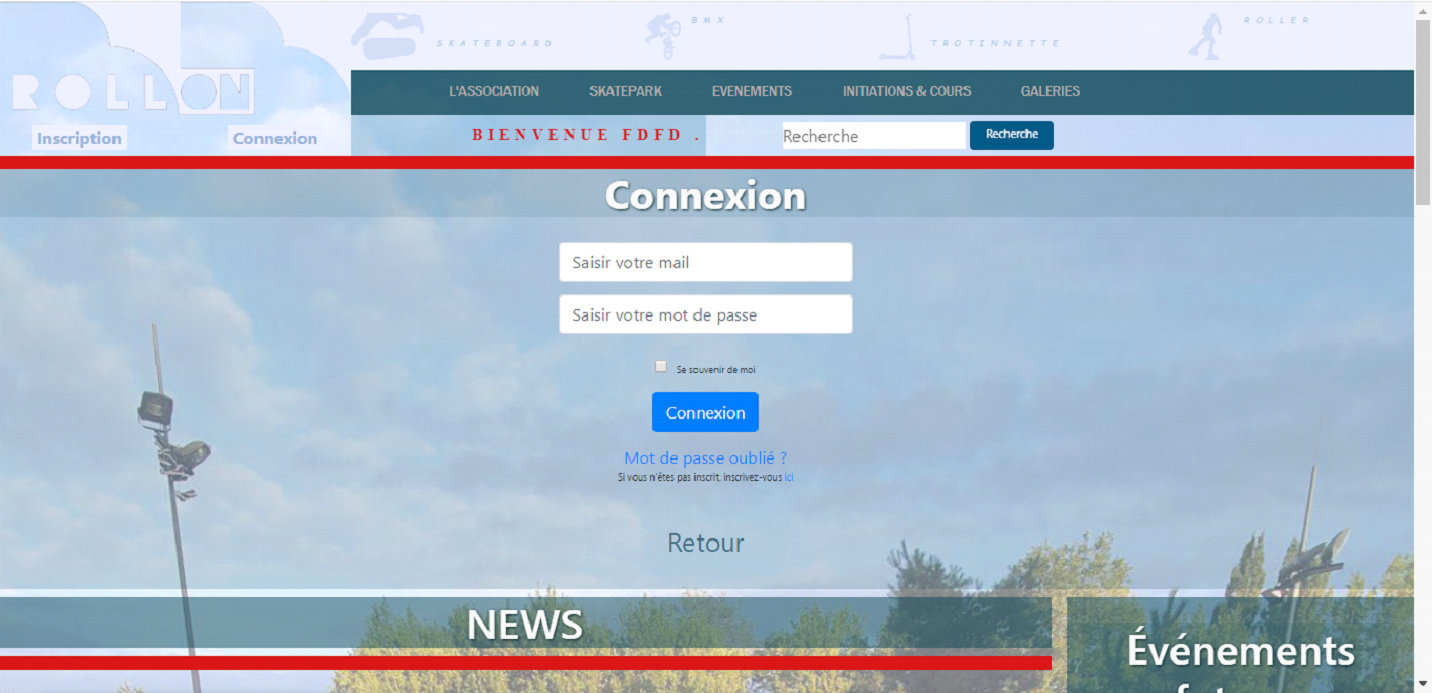 BMX
ROLLER
SKATEBOARD
TROTINNETTE
ROLLON
L'ASSOCIATION SKATEPARK EVENEMENTS INITIATIONS & COURS GALERIES
Inscription Connexion
BIENVENUE FDFD .
Recherche Recherche
Connexion
Saisir votre mail
Saisir votre mot de passe
Se souvenir de moi
Connexion
Mot de passe oublié ?
Si vous n'êtes pas inscrit, inscrivez-vous ici
Retour
NEWS
Événements